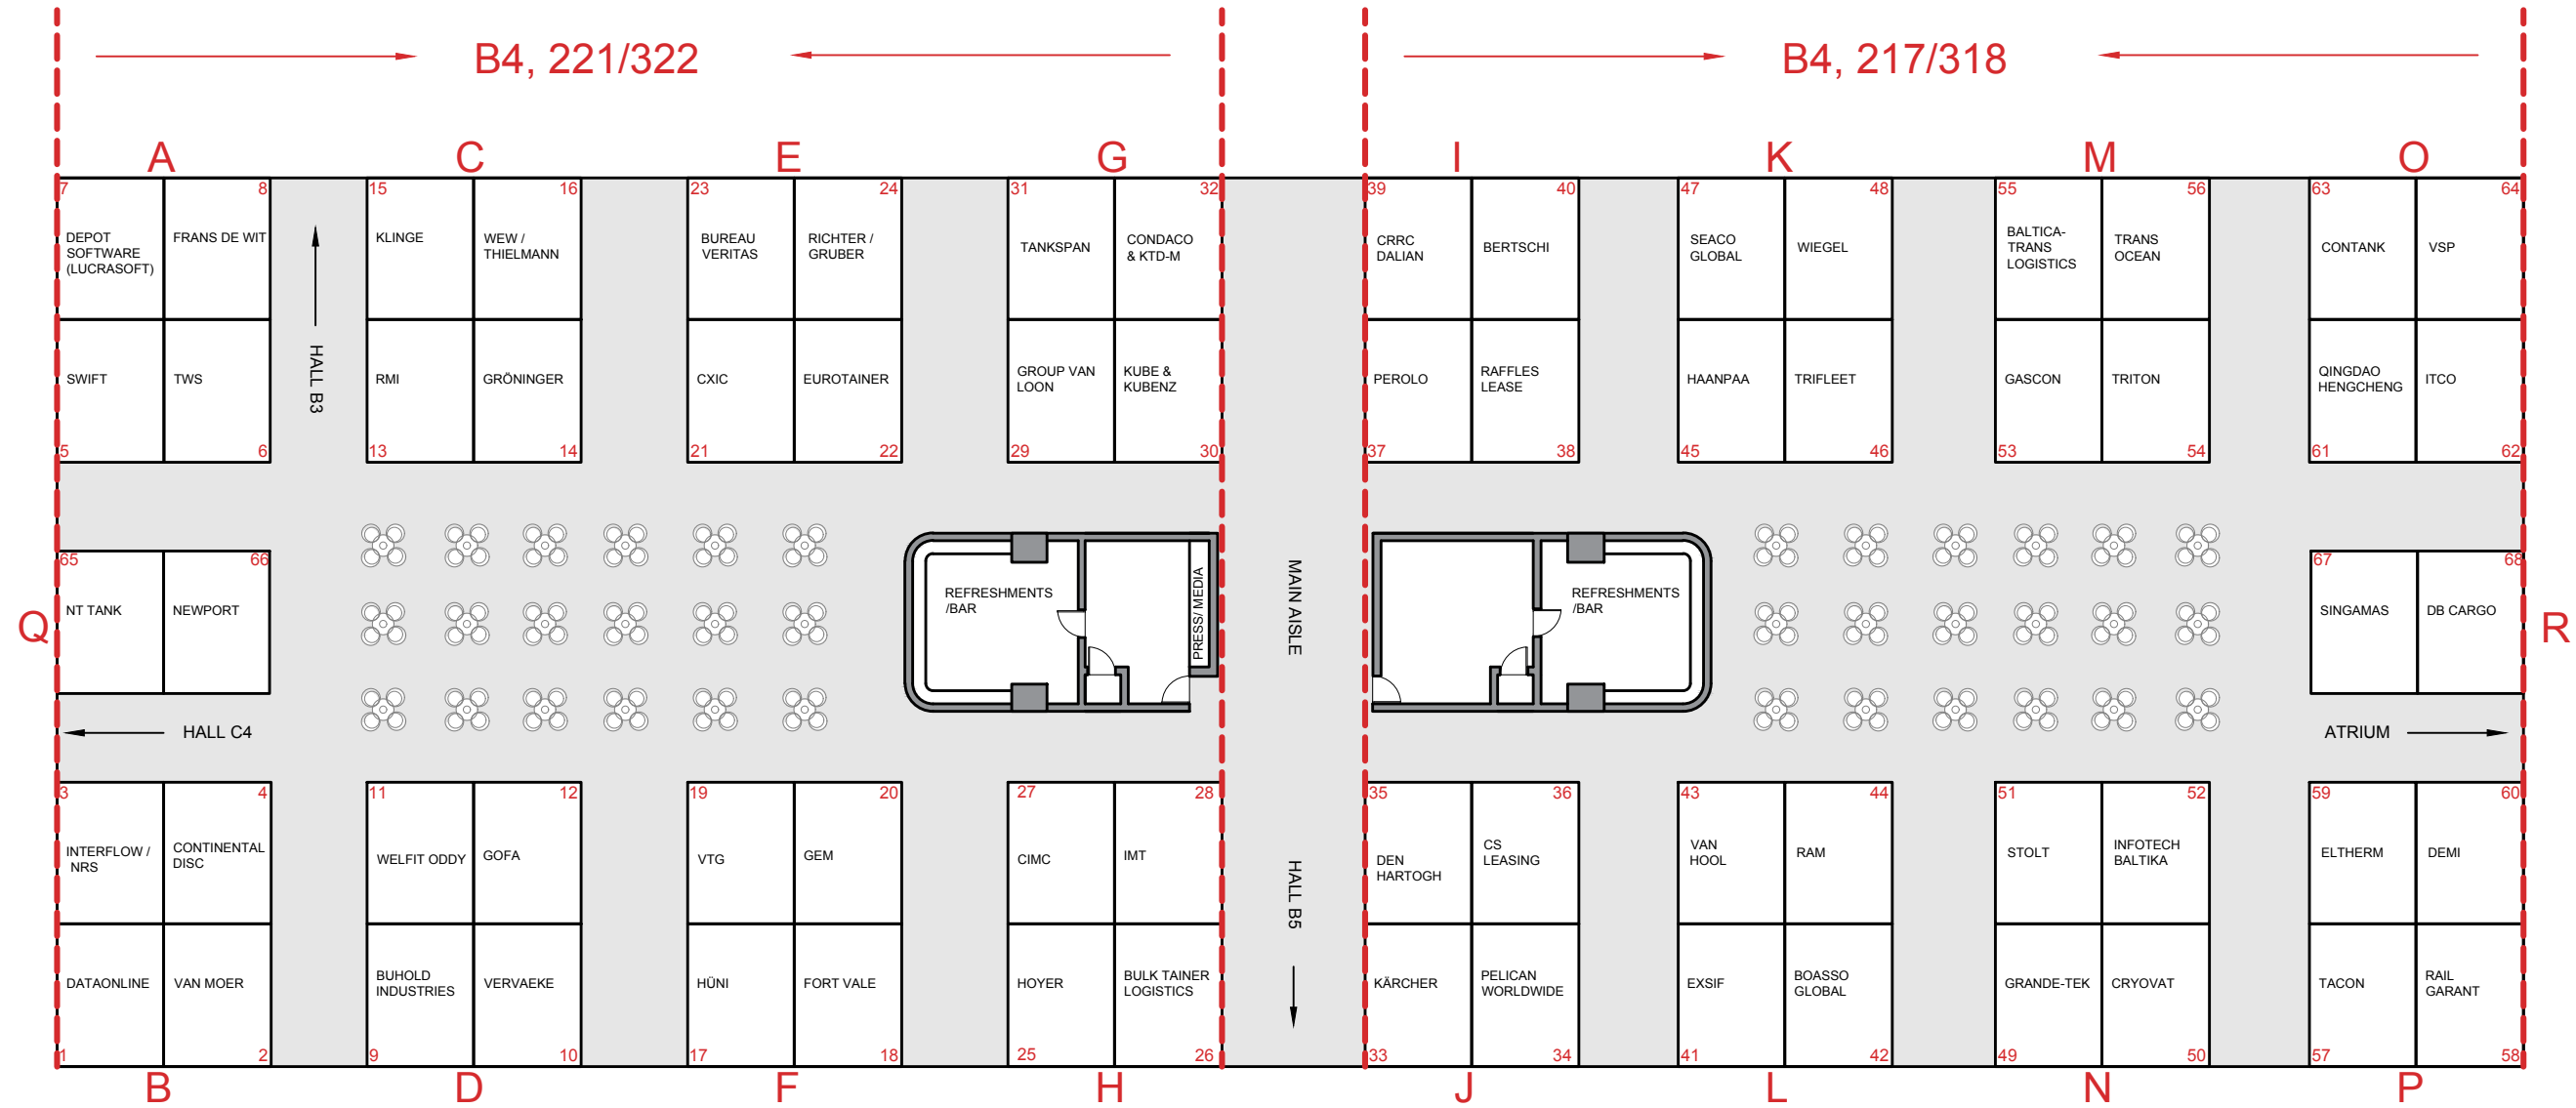 B4, 221/322
B4, 217/318
A
C
E
G
I
K
M
O
7
8
15
16
23
24
31
32
39
40
47
48
55
56
63
64
DEPOT
SOFTWARE
(LUCRASOFT)
FRANS DE WIT
KLINGE
WEW /
THIELMANN
BUREAU
VERITAS
RICHTER /
GRUBER
TANKSPAN
CONDACO
& KTD-M
CRRC
DALIAN
BERTSCHI
SEACO
GLOBAL
WIEGEL
BALTICA-
TRANS
LOGISTICS
TRANS
OCEAN
CONTANK
VSP
HALL B3
SWIFT
TWS
RMI
GRÖNINGER
CXIC
EUROTAINER
GROUP VAN
LOON
KUBE &
KUBENZ
PEROLO
RAFFLES
LEASE
HAANPAA
TRIFLEET
GASCON
TRITON
QINGDAO
HENGCHENG
ITCO
5
6
13
14
21
22
29
30
37
38
45
46
53
54
61
62
65
66
67
68
Q
NT TANK
NEWPORT
REFRESHMENTS
/BAR
PRESS/ MEDIA
MAIN AISLE
REFRESHMENTS
/BAR
SINGAMAS
DB CARGO
R
HALL C4
ATRIUM
3
4
11
12
19
20
27
28
35
36
43
44
51
52
59
60
INTERFLOW /
NRS
CONTINENTAL
DISC
WELFIT ODDY
GOFA
VTG
GEM
CIMC
IMT
HALL B5
DEN
HARTOGH
CS
LEASING
VAN
HOOL
RAM
STOLT
INFOTECH
BALTIKA
ELTHERM
DEMI
DATAONLINE
VAN MOER
BUHOLD
INDUSTRIES
VERVAEKE
HÜNI
FORT VALE
HOYER
BULK TAINER
LOGISTICS
KÄRCHER
PELICAN
WORLDWIDE
EXSIF
BOASSO
GLOBAL
GRANDE-TEK
CRYOVAT
TACON
RAIL
GARANT
1
2
9
10
17
18
25
26
33
34
41
42
49
50
57
58
B
D
F
H
J
L
N
P